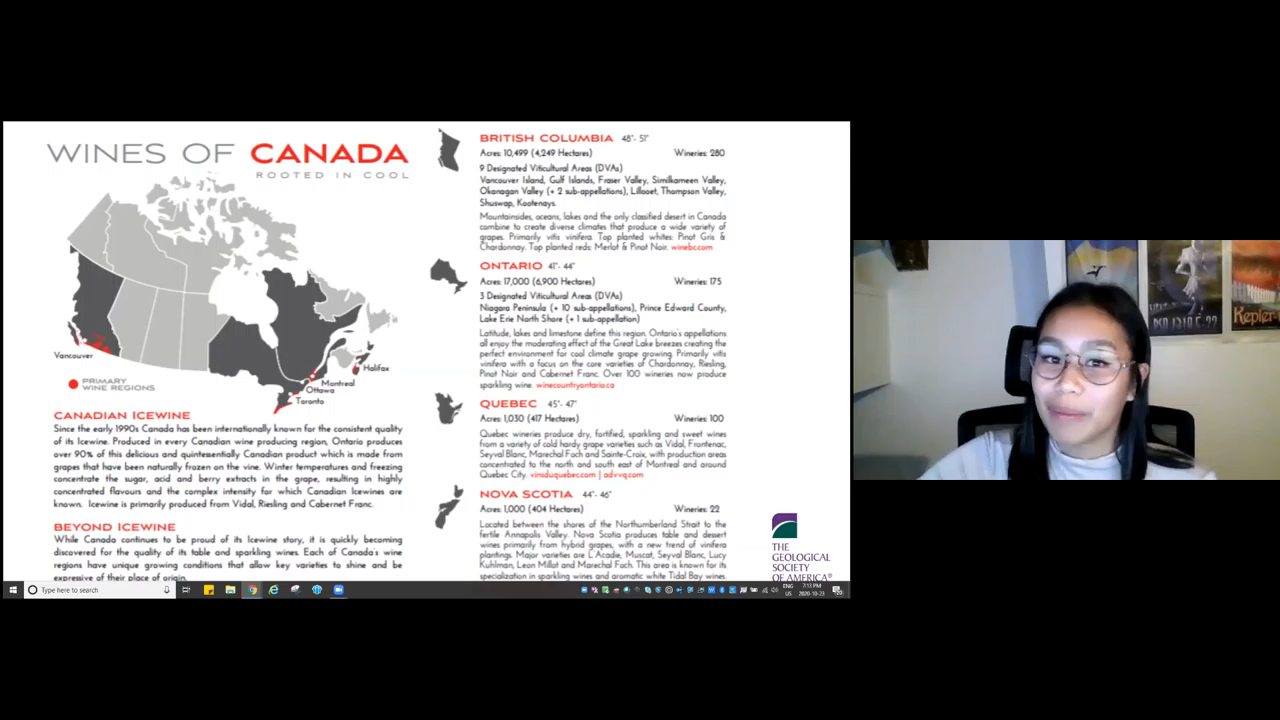 WINES OF CANADA
ROOTED IN COOL
Vancouver
Halifax
Montreal
Ottawa
Toronto
PRIMARY
WINE REGIONS
CANADIAN ICEWINE
Since the early 1990s Canada has been internationally known for the consistent quality
of its Icewine. Produced in every Canadian wine producing region, Ontario produces
over 90% of this delicious and quintessentially Canadian product which is made from
grapes that have been naturally frozen on the vine. Winter temperatures and freezing
concentrate the sugar, acid and berry extracts in the grape, resulting in highly
concentrated flavours and the complex intensity for which Canadian Icewines are
known. Icewine is primarily produced from Vidal, Riesling and Cabernet Franc.
BEYOND ICEWINE
While Canada continues to be proud of its Icewine story, it is quickly becoming
discovered for the quality of its table and sparkling wines. Each of Canada's wine
regions have unique growing conditions that allow key varieties to shine and be
expressive of their place of origin.
BRITISH COLUMBIA 48°- 51°
Acres: 10,499 (4,249 Hectares) Wineries: 280
9 Designated Viticultural Areas (DVAs)
Vancouver Island, Gulf Islands, Fraser Valley, Similkameen Valley,
Okanagan Valley (+ 2 sub-appellations), Lillooet, Thompson Valley,
Shuswap, Kootenays.
Mountainsides, oceans, lakes and the only classified desert in Canada
combine to create diverse climates that produce a wide variety of
grapes. Primarily vitis vinifera. Top planted whites: Pinot Gris &
Chardonnay. Top planted reds: Merlot & Pinot Noir. winebc.com
ONTARIO 41°- 44°
Acres: 17,000 (6,900 Hectares) Wineries: 175
3 Designated Viticultural Areas (DVAs)
Niagara Peninsula (+ 10 sub-appellations), Prince Edward County,
Lake Erie North Shore (+ 1 sub-appellation)
Latitude, lakes and limestone define this region. Ontario's appellations
all enjoy the moderating effect of the Great Lake breezes creating the
perfect environment for cool climate grape growing. Primarily vitis
vinifera with a focus on the core varieties of Chardonnay, Riesling,
Pinot Noir and Cabernet Franc. Over 100 wineries now produce
sparkling wine. winecountryontario.ca
QUEBEC 45°- 47°
Acres: 1,030 (417 Hectares) Wineries: 100
Quebec wineries produce dry, fortified, sparkling and sweet wines
from a variety of cold hardy grape varieties such as Vidal, Frontenac,
Seyval Blanc, Marechal Foch and Sainte-Croix, with production areas
concentrated to the north and south east of Montreal and around
Quebec City. vinsduquebec.com | advvq.com
NOVA SCOTIA 44°- 46°
Acres: 1,000 (404 Hectares) Wineries: 22
Located between the shores of the Northumberland Strait to the
fertile Annapolis Valley. Nova Scotia produces table and dessert
wines primarily from hybrid grapes, with a new trend of vinifera
plantings. Major varieties are L'Acadie, Muscat, Seyval Blanc, Lucy
Kuhlman, Leon Millot and Marechal Foch. This area is known for its
specialization in sparkling wines and aromatic white Tidal Bay wines.
THE
GEOLOGICAL
SOCIETY
OF AMERICA®
Type here to search
ENG
US
7:13 PM
2020-10-23
Kepler-